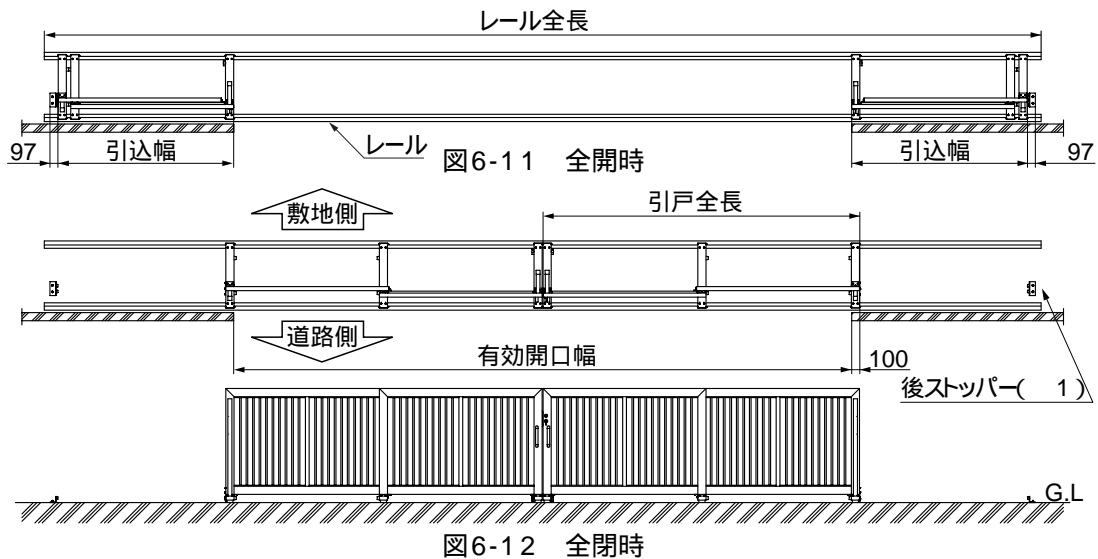 レール全長
97
引込幅
レール
引込幅
97
図6-11 全開時
敷地側
引戸全長
道路側
有効開口幅
100
後ストッパー( 1)
G.L
図6-12 全閉時